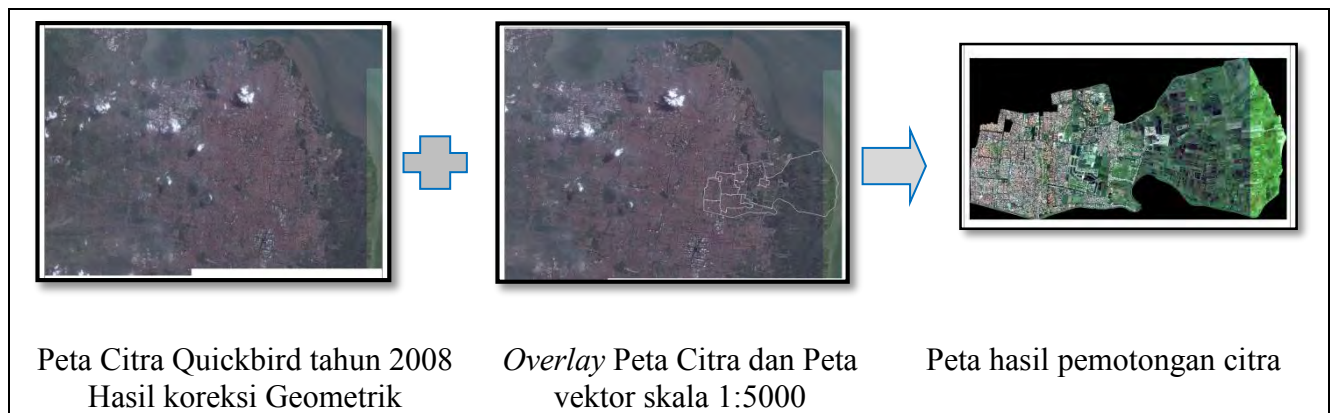 Peta Citra Quickbird tahun 2008
Hasil koreksi Geometrik
Overlay Peta Citra dan Peta
vektor skala 1:5000
Peta hasil pemotongan citra